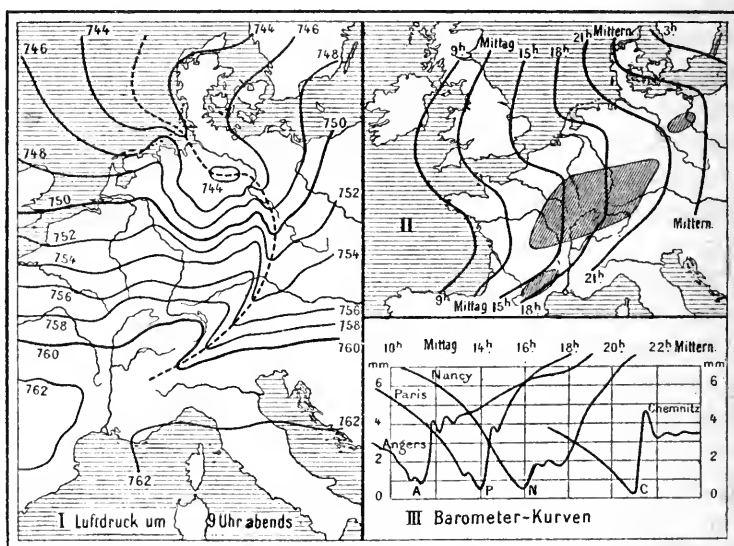 744
746
744
746
748
750
752
754
756
758
760
762
762
762
748
750
752
754
756
758
760
744
I Luftdruck um 9 Uhr abends
9h
Mittag
15h
18h
21h
Mittern.
3h
II
Mittern.
9h
Mittag
15h
18h
21h
10h Mittag 14h 16h 18h 20h 22h Mittern.
mm
mm
6
4
2
0
6
4
2
0
Nancy
Paris
Angers
Chemnitz
A
P
N
C
III Barometer-Kurven